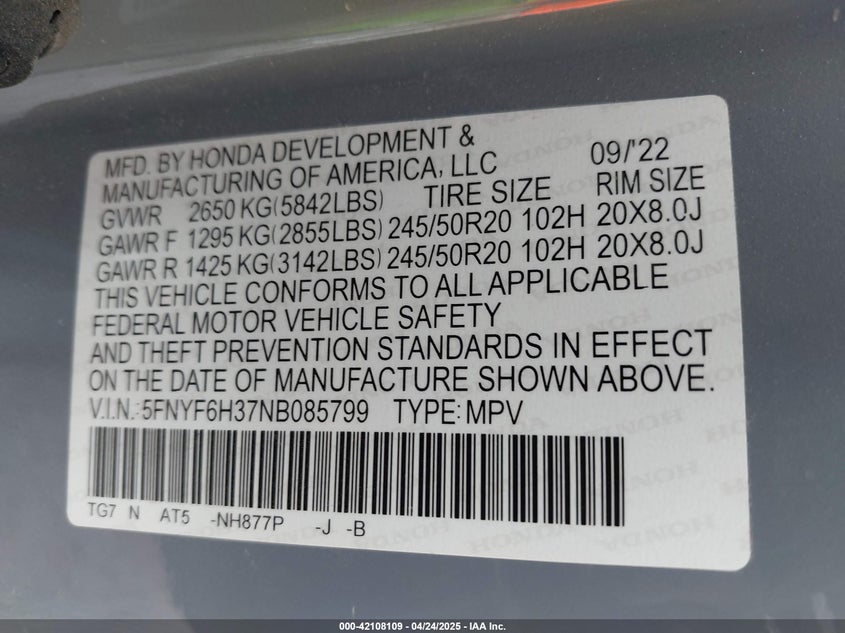 MFD. BY HONDA DEVELOPMENT &
MANUFACTURING OF AMERICA, LLC 09/'22
GVWR 2650 KG(5842LBS) TIRE SIZE RIM SIZE
GAWR F 1295 KG(2855LBS) 245/50R20 102H 20X8.0J
GAWR R 1425 KG(3142LBS) 245/50R20 102H 20X8.0J
THIS VEHICLE CONFORMS TO ALL APPLICABLE
FEDERAL MOTOR VEHICLE SAFETY
AND THEFT PREVENTION STANDARDS IN EFFECT
ON THE DATE OF MANUFACTURE SHOWN ABOVE.
V.I.N.:5FNYF6H37NB085799 TYPE: MPV
TG7 N AT5 -NH877P -J -B
000-42108109 - 04/24/2025 - IAA Inc.